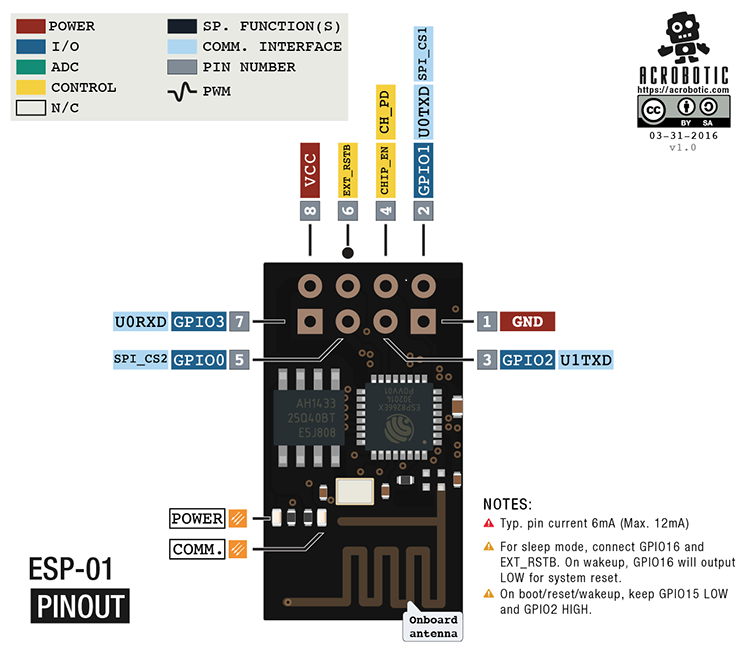 POWER
I/O
ADC
CONTROL
N/C
SP. FUNCTION(S)
COMM. INTERFACE
PIN NUMBER
PWM
ACROBOTIC
https://acrobotic.com
cc
BY SA
03-31-2016
v1.0
8 VCC
6 EXT_RSTB
4 CHIP_EN CH_PD
2 GPIO1 U0TXD SPI_CS1
U0RXD GPIO3 7
1 GND
SPI_CS2 GPIO0 5
3 GPIO2 U1TXD
AH1433
25Q40BT
E5J808
ESP8266EX
302014
P0VV01
POWER
COMM.
ESP-01
PINOUT
Onboard
antenna
NOTES:
Typ. pin current 6mA (Max. 12mA)
For sleep mode, connect GPIO16 and
EXT_RSTB. On wakeup, GPIO16 will output
LOW for system reset.
On boot/reset/wakeup, keep GPIO15 LOW
and GPIO2 HIGH.